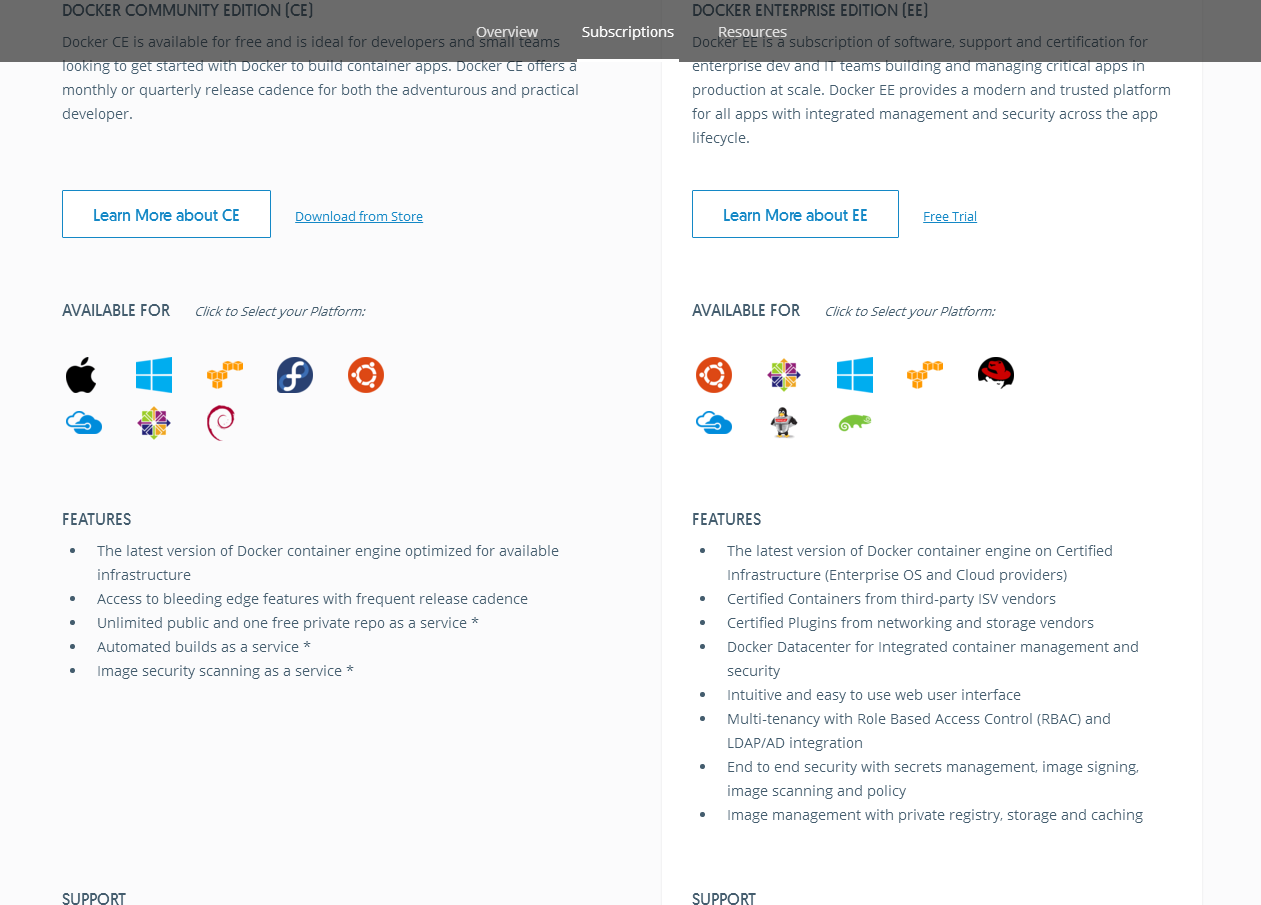 DOCKER COMMUNITY EDITION (CE)
Docker CE is available for free and is ideal for developers and small teams
looking to get started with Docker to build container apps. Docker CE offers a
monthly or quarterly release cadence for both the adventurous and practical
developer.
Overview
Subscriptions
Resources
DOCKER ENTERPRISE EDITION (EE)
Docker EE is a subscription of software, support and certification for
enterprise dev and IT teams building and managing critical apps in
production at scale. Docker EE provides a modern and trusted platform
for all apps with integrated management and security across the app
lifecycle.
Learn More about CE
Download from Store
Learn More about EE
Free Trial
AVAILABLE FOR Click to Select your Platform:
AVAILABLE FOR Click to Select your Platform:
FEATURES
The latest version of Docker container engine optimized for available
infrastructure
Access to bleeding edge features with frequent release cadence
Unlimited public and one free private repo as a service *
Automated builds as a service *
Image security scanning as a service *
FEATURES
The latest version of Docker container engine on Certified
Infrastructure (Enterprise OS and Cloud providers)
Certified Containers from third-party ISV vendors
Certified Plugins from networking and storage vendors
Docker Datacenter for Integrated container management and
security
Intuitive and easy to use web user interface
Multi-tenancy with Role Based Access Control (RBAC) and
LDAP/AD integration
End to end security with secrets management, image signing,
image scanning and policy
Image management with private registry, storage and caching
SUPPORT
SUPPORT